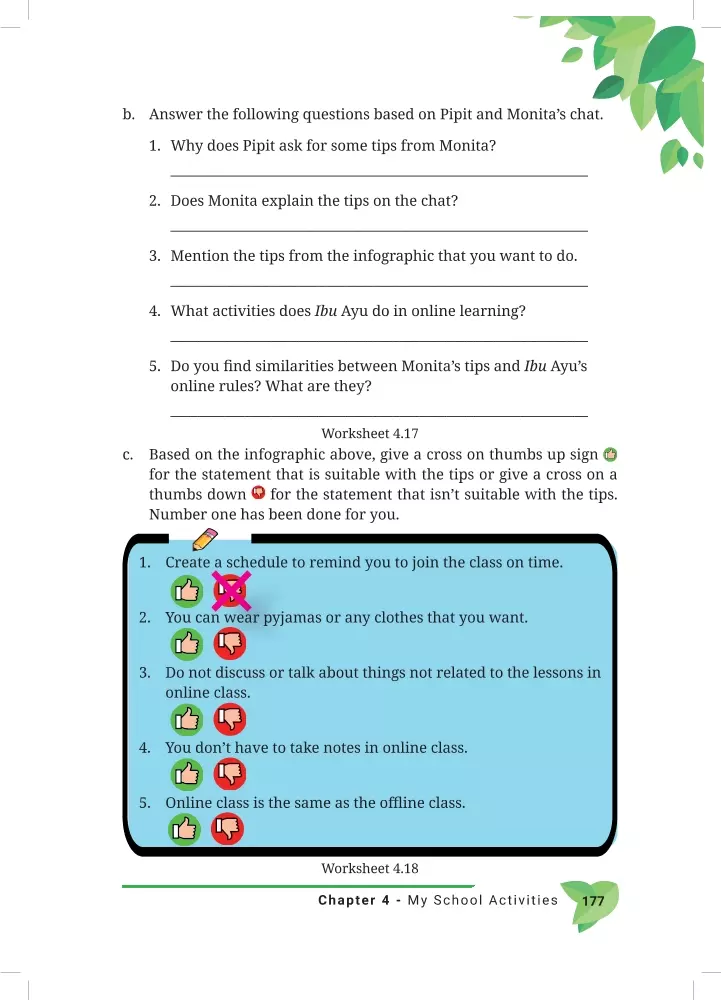 b. Answer the following questions based on Pipit and Monita’s chat.
1. Why does Pipit ask for some tips from Monita?
2. Does Monita explain the tips on the chat?
3. Mention the tips from the infographic that you want to do.
4. What activities does Ibu Ayu do in online learning?
5. Do you find similarities between Monita’s tips and Ibu Ayu’s
online rules? What are they?
Worksheet 4.17
c. Based on the infographic above, give a cross on thumbs up sign
for the statement that is suitable with the tips or give a cross on a
thumbs down for the statement that isn’t suitable with the tips.
Number one has been done for you.
1. Create a schedule to remind you to join the class on time.
2. You can wear pyjamas or any clothes that you want.
3. Do not discuss or talk about things not related to the lessons in
online class.
4. You don’t have to take notes in online class.
5. Online class is the same as the offline class.
Worksheet 4.18
Chapter 4 - My School Activities 177